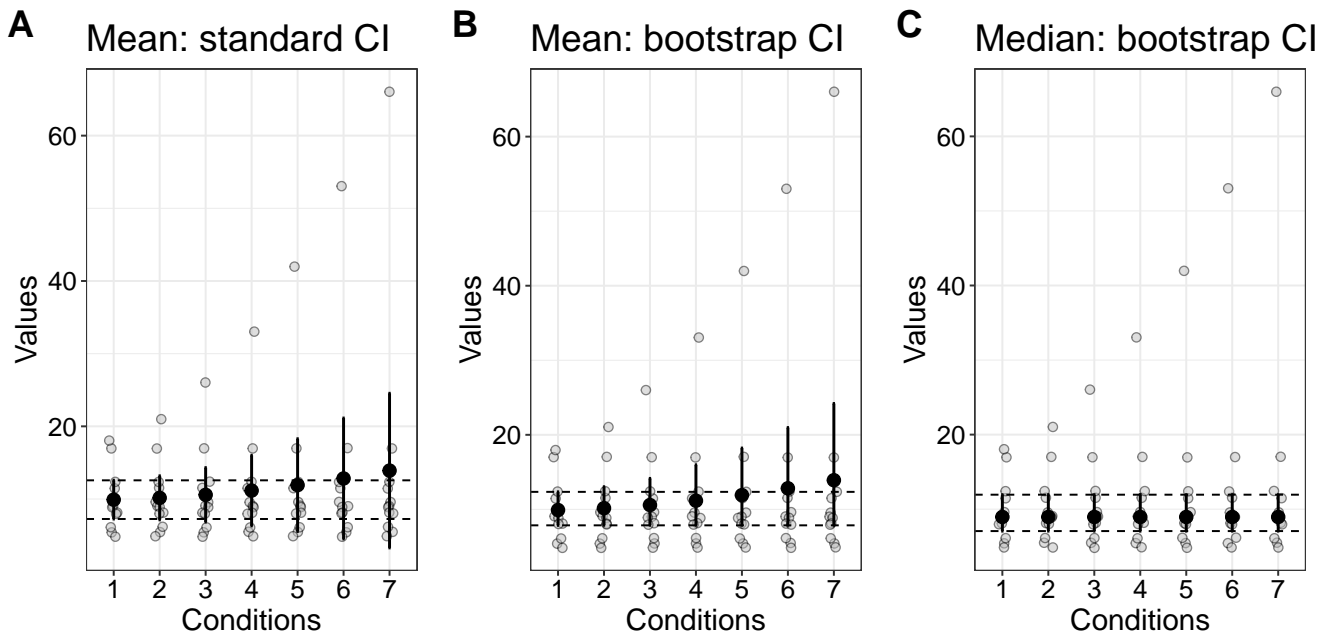 A
Mean: standard CI
Values
60
40
20
1 2 3 4 5 6 7
Conditions
B
Mean: bootstrap CI
Values
60
40
20
1 2 3 4 5 6 7
Conditions
C
Median: bootstrap CI
Values
60
40
20
1 2 3 4 5 6 7
Conditions